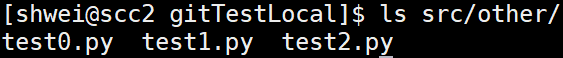 [shwei@scc2 gitTestLocal]$ ls src/other/
test0.py  test1.py  test2.py